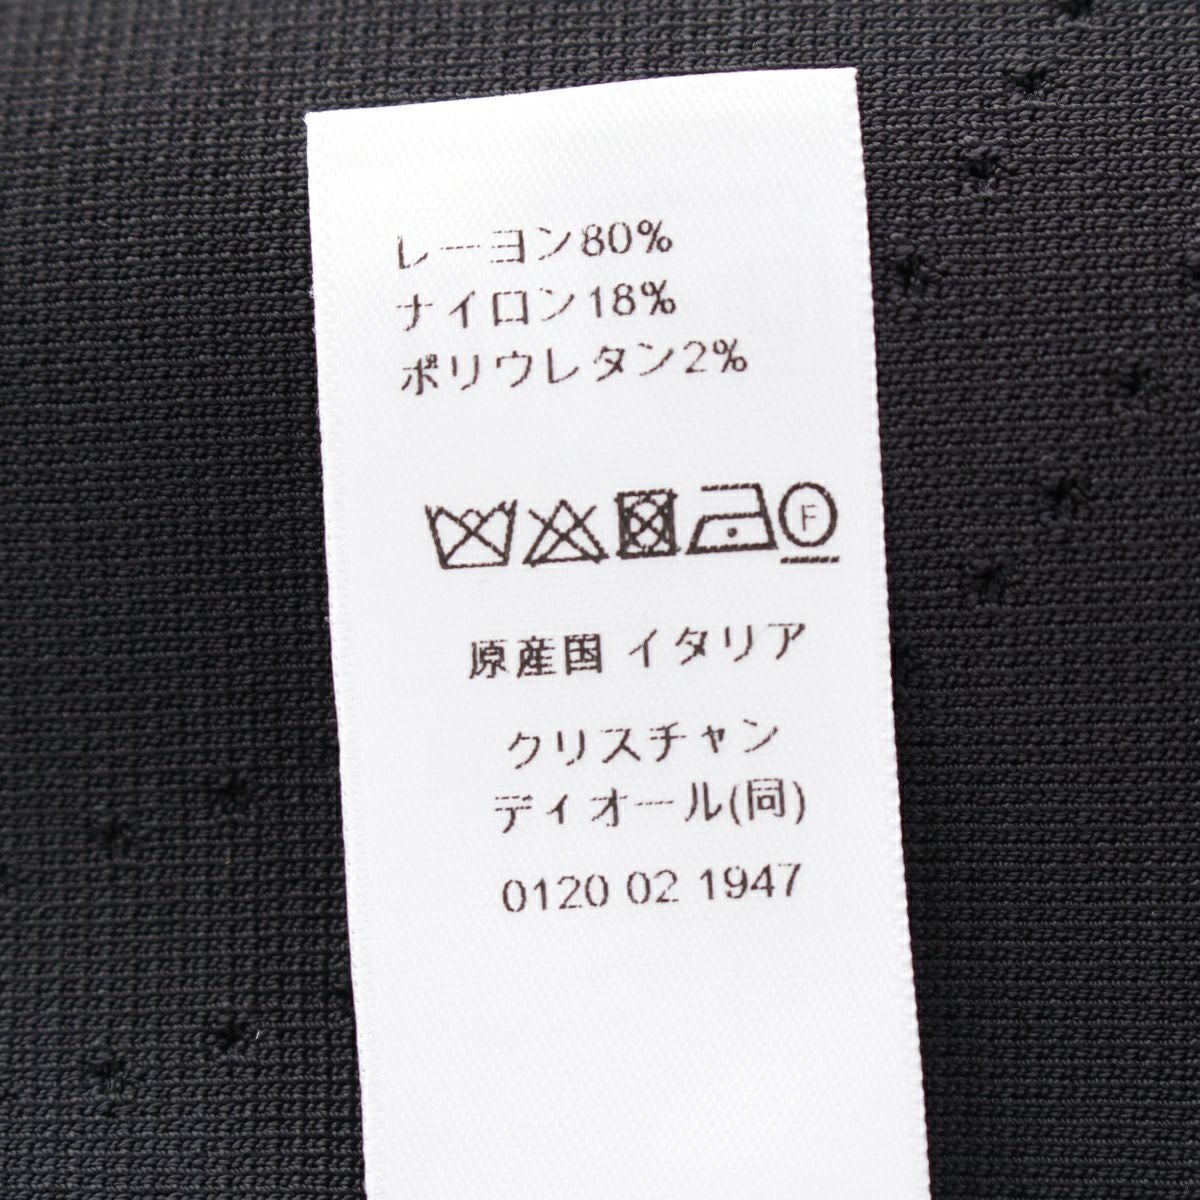 レーヨン80%
ナイロン18%
ポリウレタン2%
F
原産国 イタリア
クリスチャン
ディオール(同)
0120 02 1947